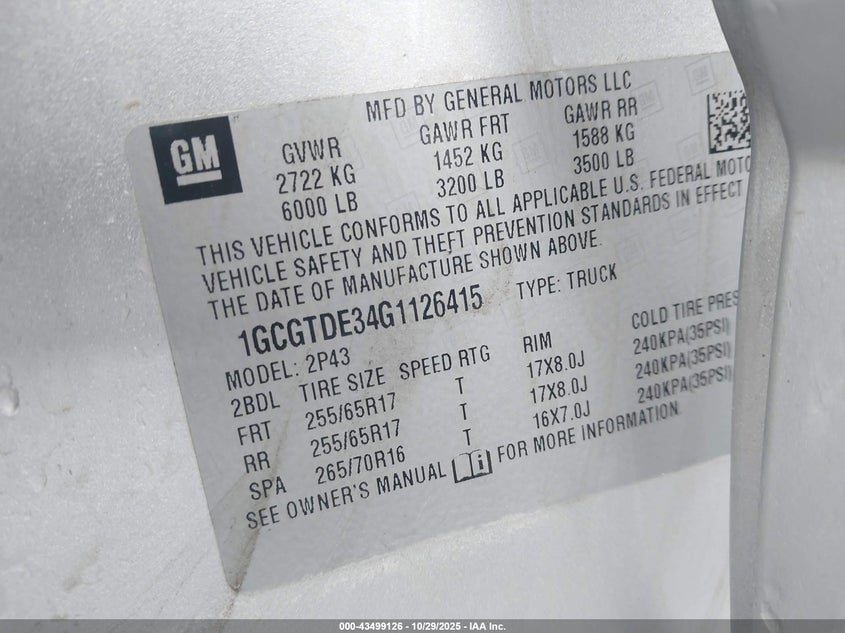 MFD BY GENERAL MOTORS LLC
GM
GVWR GAWR FRT GAWR RR
2722 KG 1452 KG 1588 KG
6000 LB 3200 LB 3500 LB
THIS VEHICLE CONFORMS TO ALL APPLICABLE U.S. FEDERAL MOTO
VEHICLE SAFETY AND THEFT PREVENTION STANDARDS IN EFFECT
THE DATE OF MANUFACTURE SHOWN ABOVE.
1GCGTDE34G1126415 TYPE: TRUCK
MODEL: 2P43
2BDL TIRE SIZE SPEED RTG RIM COLD TIRE PRES
FRT 255/65R17 T 17X8.0J 240KPA(35PSI)
RR 255/65R17 T 17X8.0J 240KPA(35PSI)
SPA 265/70R16 T 16X7.0J 240KPA(35PSI)
SEE OWNER'S MANUAL FOR MORE INFORMATION.
000-43499126 - 10/29/2025 - IAA Inc.